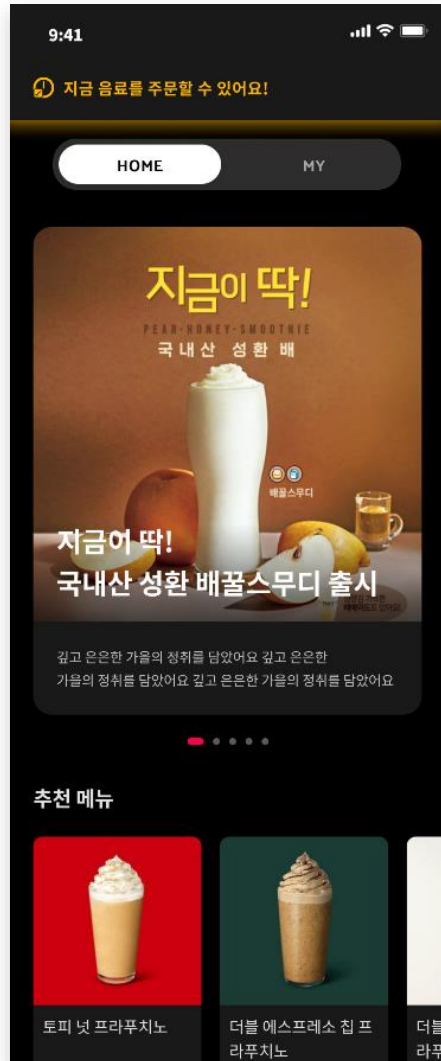 9:41
지금 음료를 주문할 수 있어요!
HOME
MY
지금이 딱!
PEAR·HONEY·SMOOTHIE
국내산 성환 배
배꿀스무디
지금이 딱!
국내산 성환 배꿀스무디 출시
깊고 은은한 가을의 정취를 담았어요 깊고 은은한
가을의 정취를 담았어요 깊고 은은한 가을의 정취를 담았어요
추천 메뉴
토피 넛 프라푸치노
더블 에스프레소 칩 프
라푸치노
더블
라푸